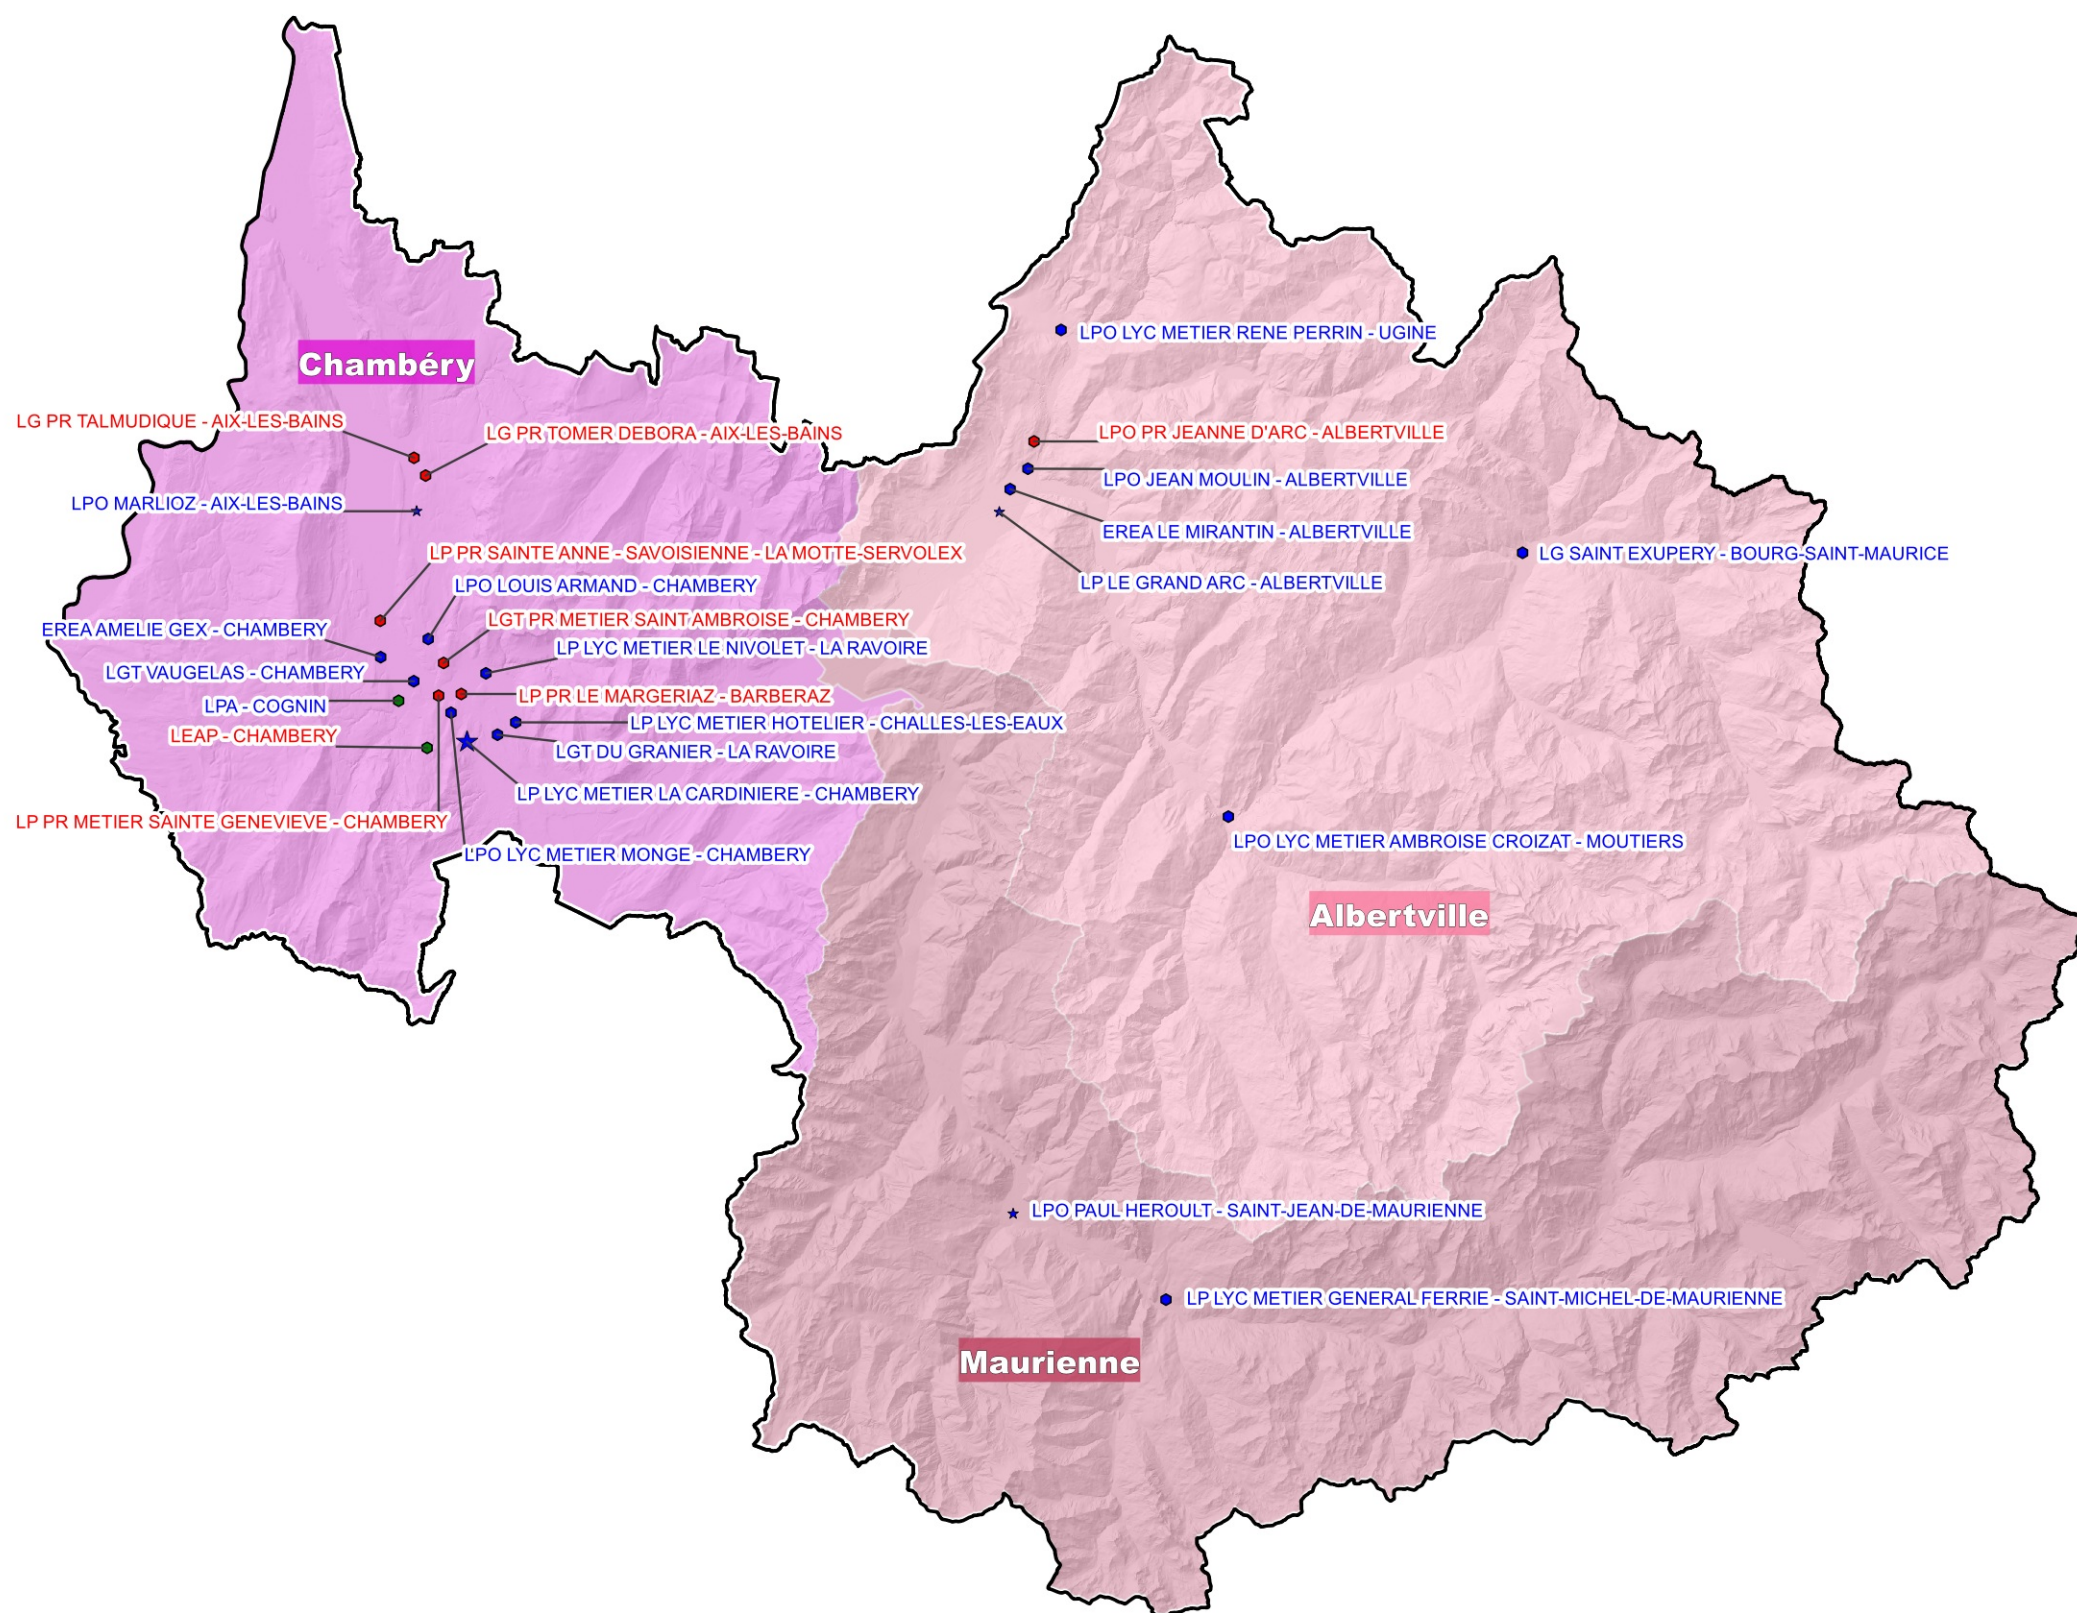 LPO LYC METIER RENE PERRIN - UGINE
Chambéry
LG PR TALMUDIQUE - AIX-LES-BAINS
LG PR TOMER DEBORA - AIX-LES-BAINS
LPO PR JEANNE D'ARC - ALBERTVILLE
LPO JEAN MOULIN - ALBERTVILLE
LPO MARLIOZ - AIX-LES-BAINS
EREA LE MIRANTIN - ALBERTVILLE
LP PR SAINTE ANNE - SAVOISIENNE - LA MOTTE-SERVOLEX
LG SAINT EXUPERY - BOURG-SAINT-MAURICE
LP LE GRAND ARC - ALBERTVILLE
LPO LOUIS ARMAND - CHAMBERY
LGT PR METIER SAINT AMBROISE - CHAMBERY
EREA AMELIE GEX - CHAMBERY
LP LYC METIER LE NIVOLET - LA RAVOIRE
LGT VAUGELAS - CHAMBERY
LP PR LE MARGERIAZ - BARBERAZ
LPA - COGNIN
LP LYC METIER HOTELIER - CHALLES-LES-EAUX
LEAP - CHAMBERY
LGT DU GRANIER - LA RAVOIRE
LP LYC METIER LA CARDINIERE - CHAMBERY
LP PR METIER SAINTE GENEVIEVE - CHAMBERY
LPO LYC METIER AMBROISE CROIZAT - MOUTIERS
LPO LYC METIER MONGE - CHAMBERY
Albertville
LPO PAUL HEROULT - SAINT-JEAN-DE-MAURIENNE
LP LYC METIER GENERAL FERRIE - SAINT-MICHEL-DE-MAURIENNE
Maurienne